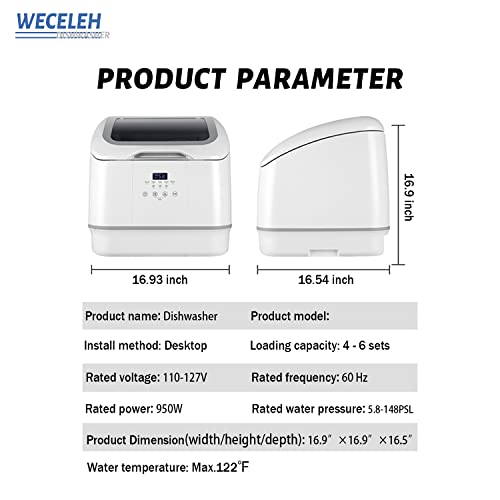 WECELEH
PRODUCT PARAMETER
16.9 inch
16.93 inch
16.54 inch
Product name: Dishwasher Product model:
Install method: Desktop Loading capacity: 4 - 6 sets
Rated voltage: 110-127V Rated frequency: 60 Hz
Rated power: 950W Rated water pressure: 5.8-148PSL
Product Dimension(width/height/depth): 16.9" ×16.9" ×16.5"
Water temperature: Max.122℉